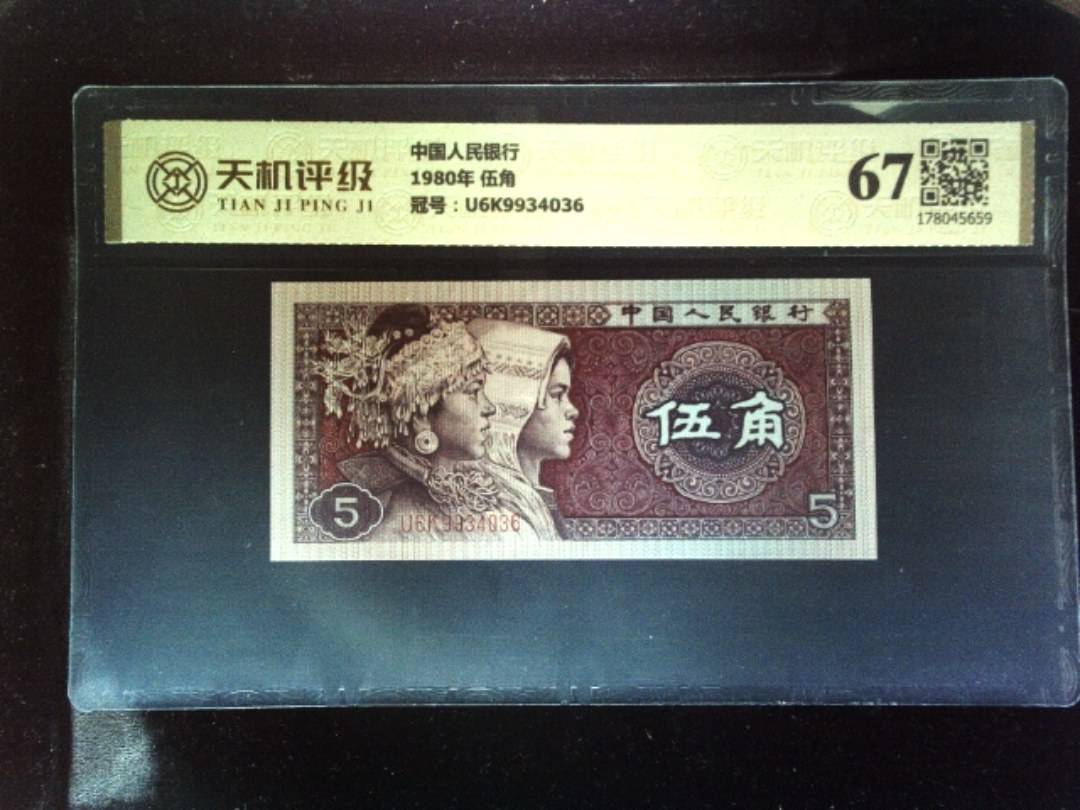 天机评级
TIAN JI PING JI
中国人民银行
1980年 伍角
冠号：U6K9934036
67
178045659
中国人民银行
伍角
5
U6K9934036
5